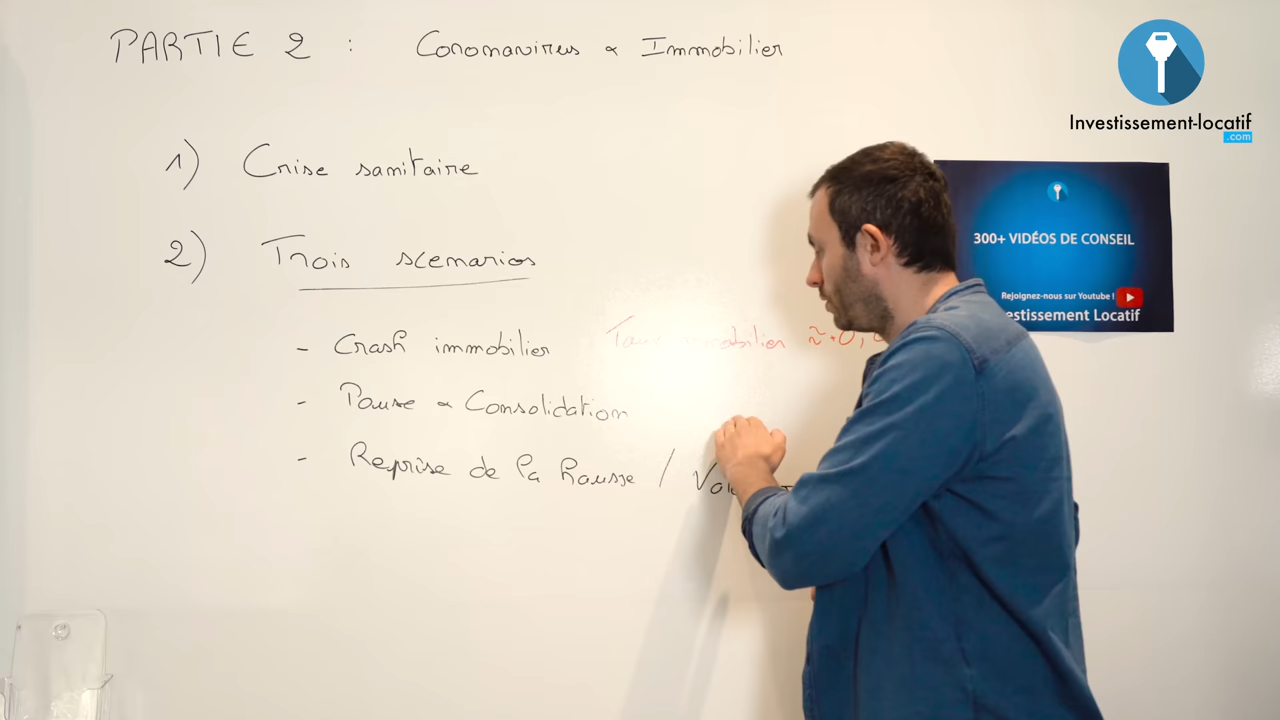 PARTIE 2 : Coronavirus & Immobilier
Investissement-locatif
.com
1) Crise sanitaire
300+ VIDÉOS DE CONSEIL
2) Trois scenarios
Rejoignez-nous sur Youtube !
estissement Locatif
- Crash immobilier
- Pause & Consolidation
- Reprise de la hausse /